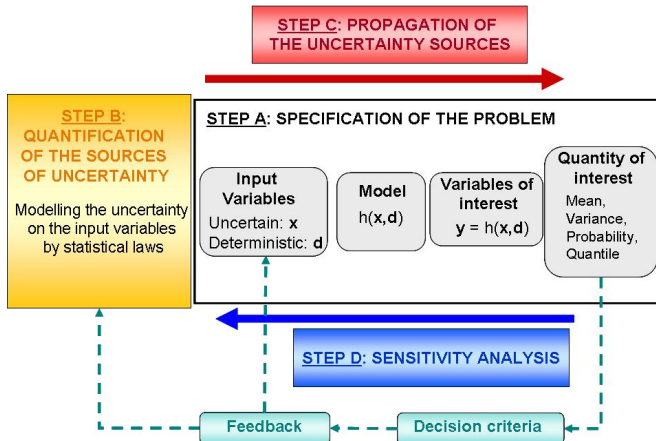 STEP C: PROPAGATION OF
THE UNCERTAINTY SOURCES
STEP B:
QUANTIFICATION
OF THE SOURCES
OF UNCERTAINTY
Modelling the uncertainty
on the input variables
by statistical laws
STEP A: SPECIFICATION OF THE PROBLEM
Input
Variables
Uncertain: x
Deterministic: d
Model
h(x,d)
Variables of
interest
y = h(x,d)
Quantity of
interest
Mean,
Variance,
Probability,
Quantile
STEP D: SENSITIVITY ANALYSIS
Feedback
Decision criteria